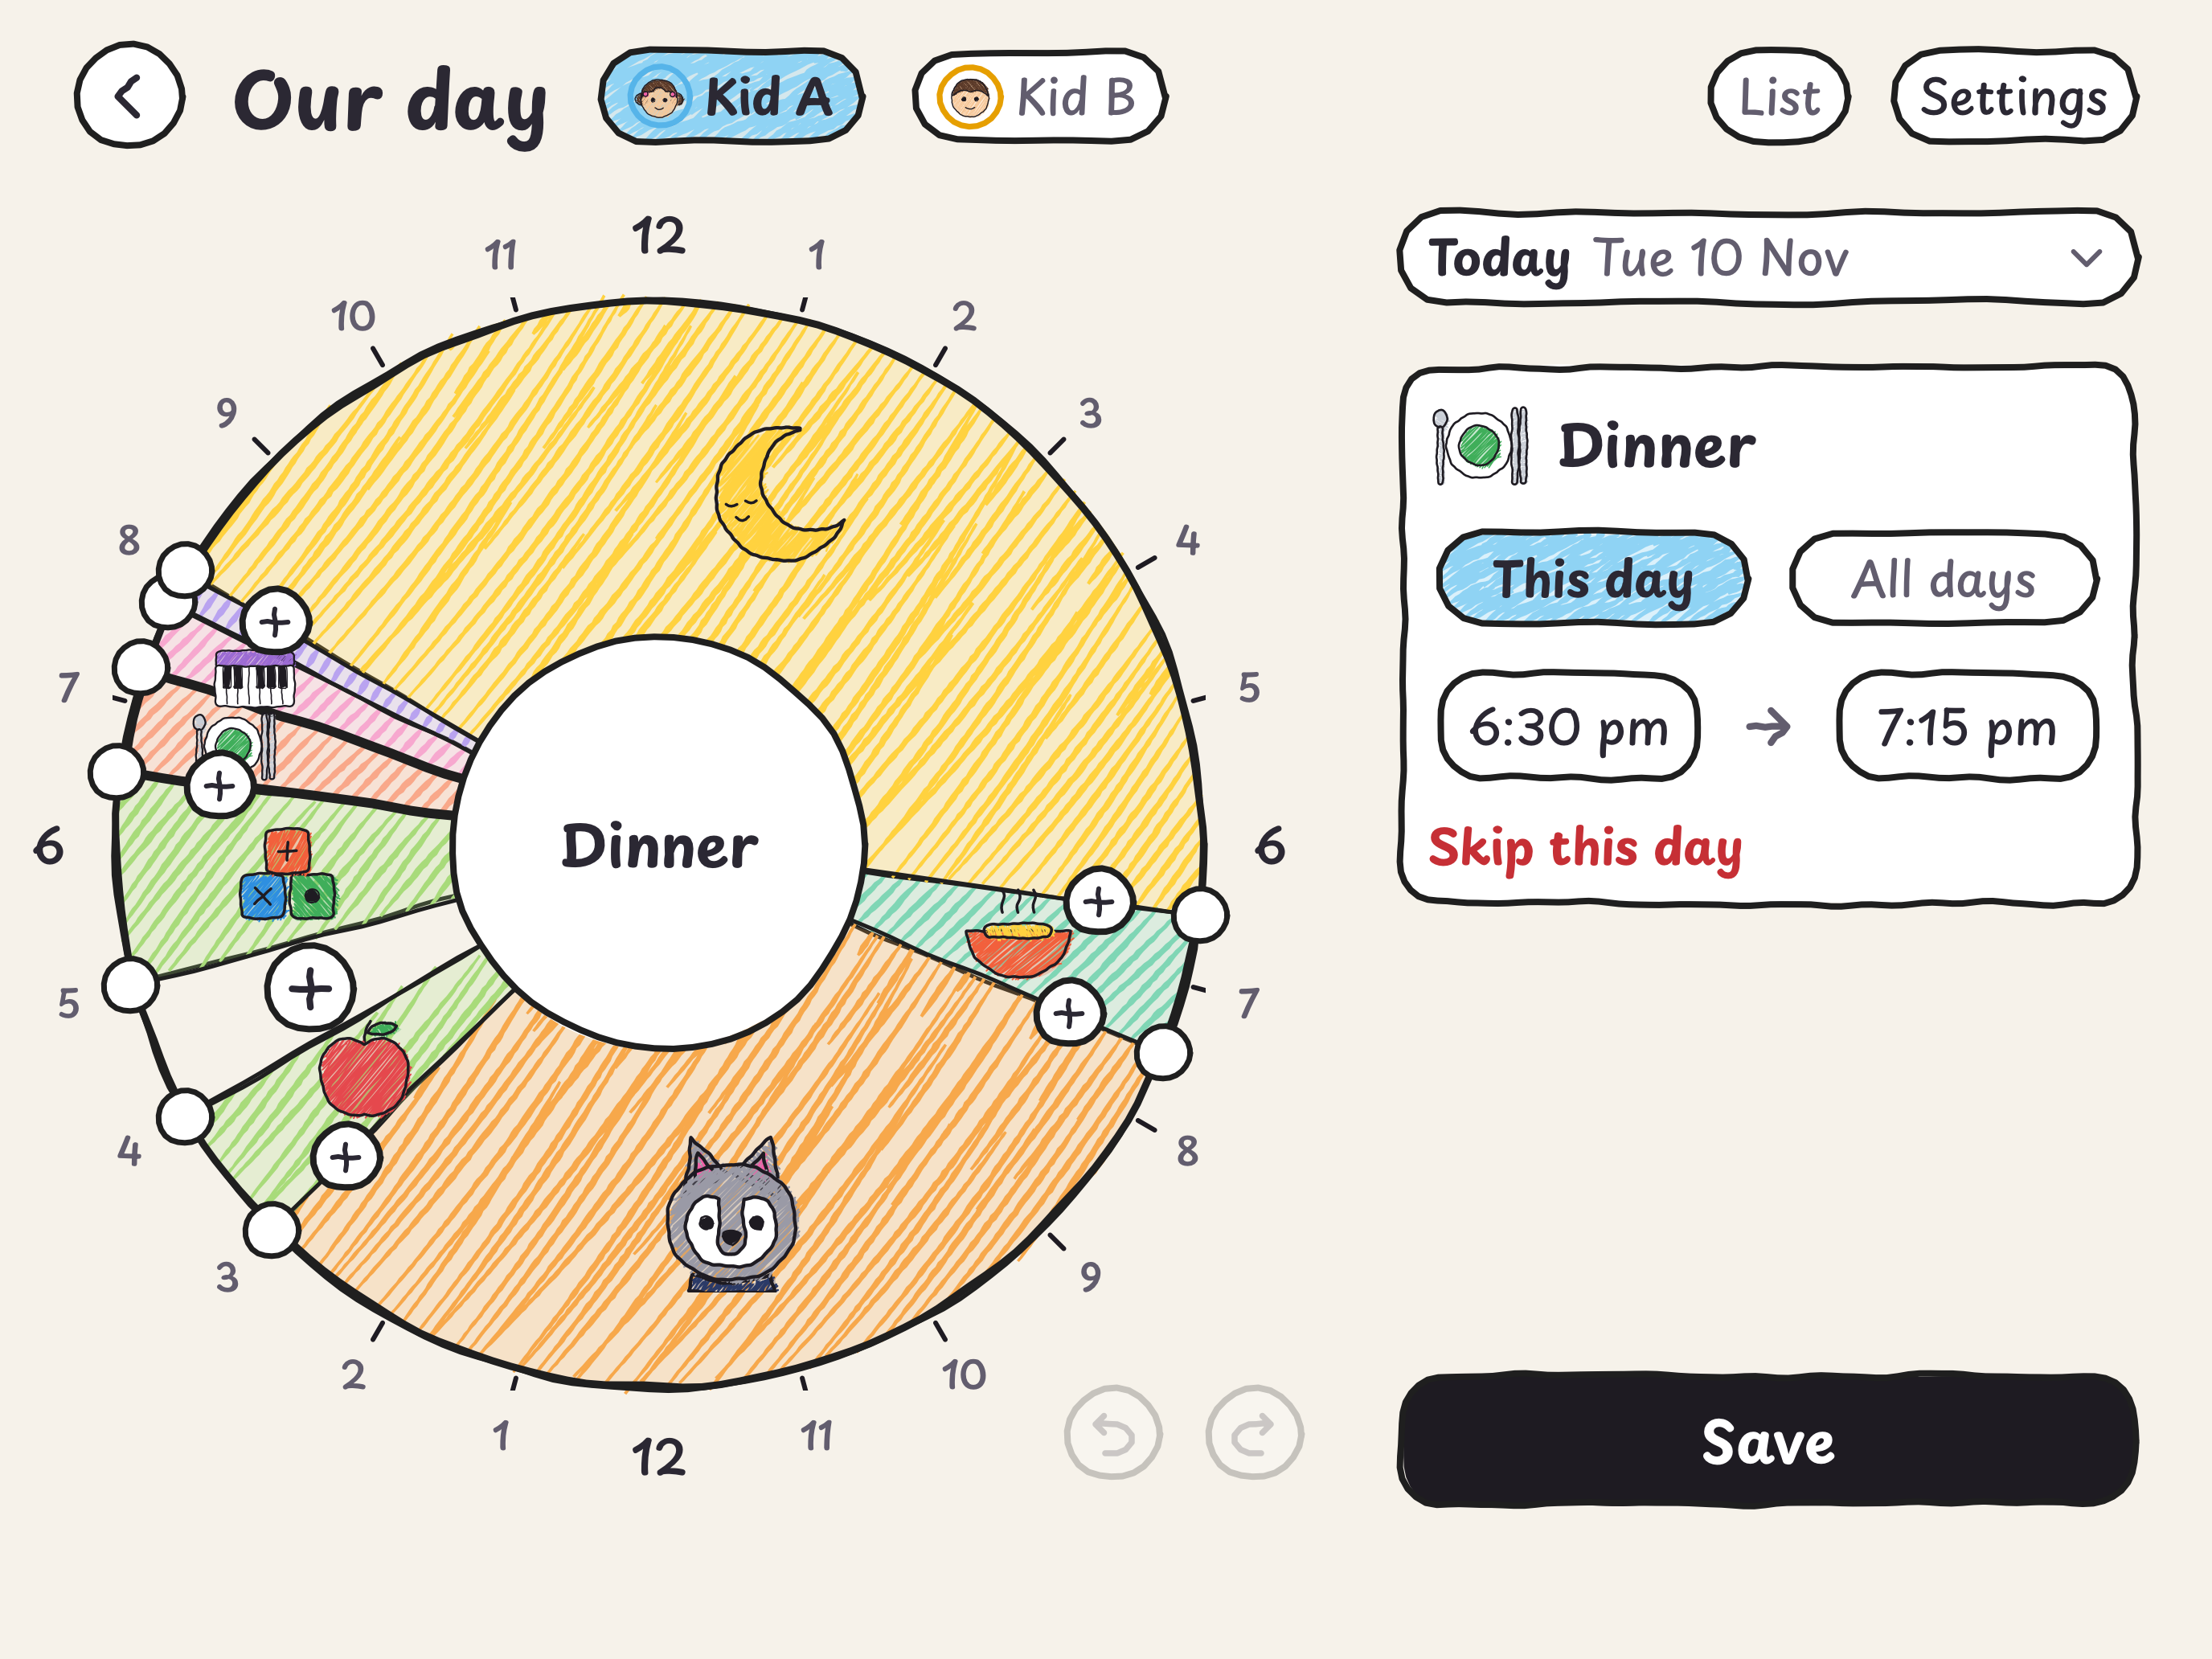 Our day
Kid A
Kid B
List
Settings
12
1
2
3
4
5
6
7
8
9
10
11
12
1
2
3
4
5
6
7
8
9
10
11
Dinner
Today Tue 10 Nov
Dinner
This day
All days
6:30 pm → 7:15 pm
Skip this day
Save